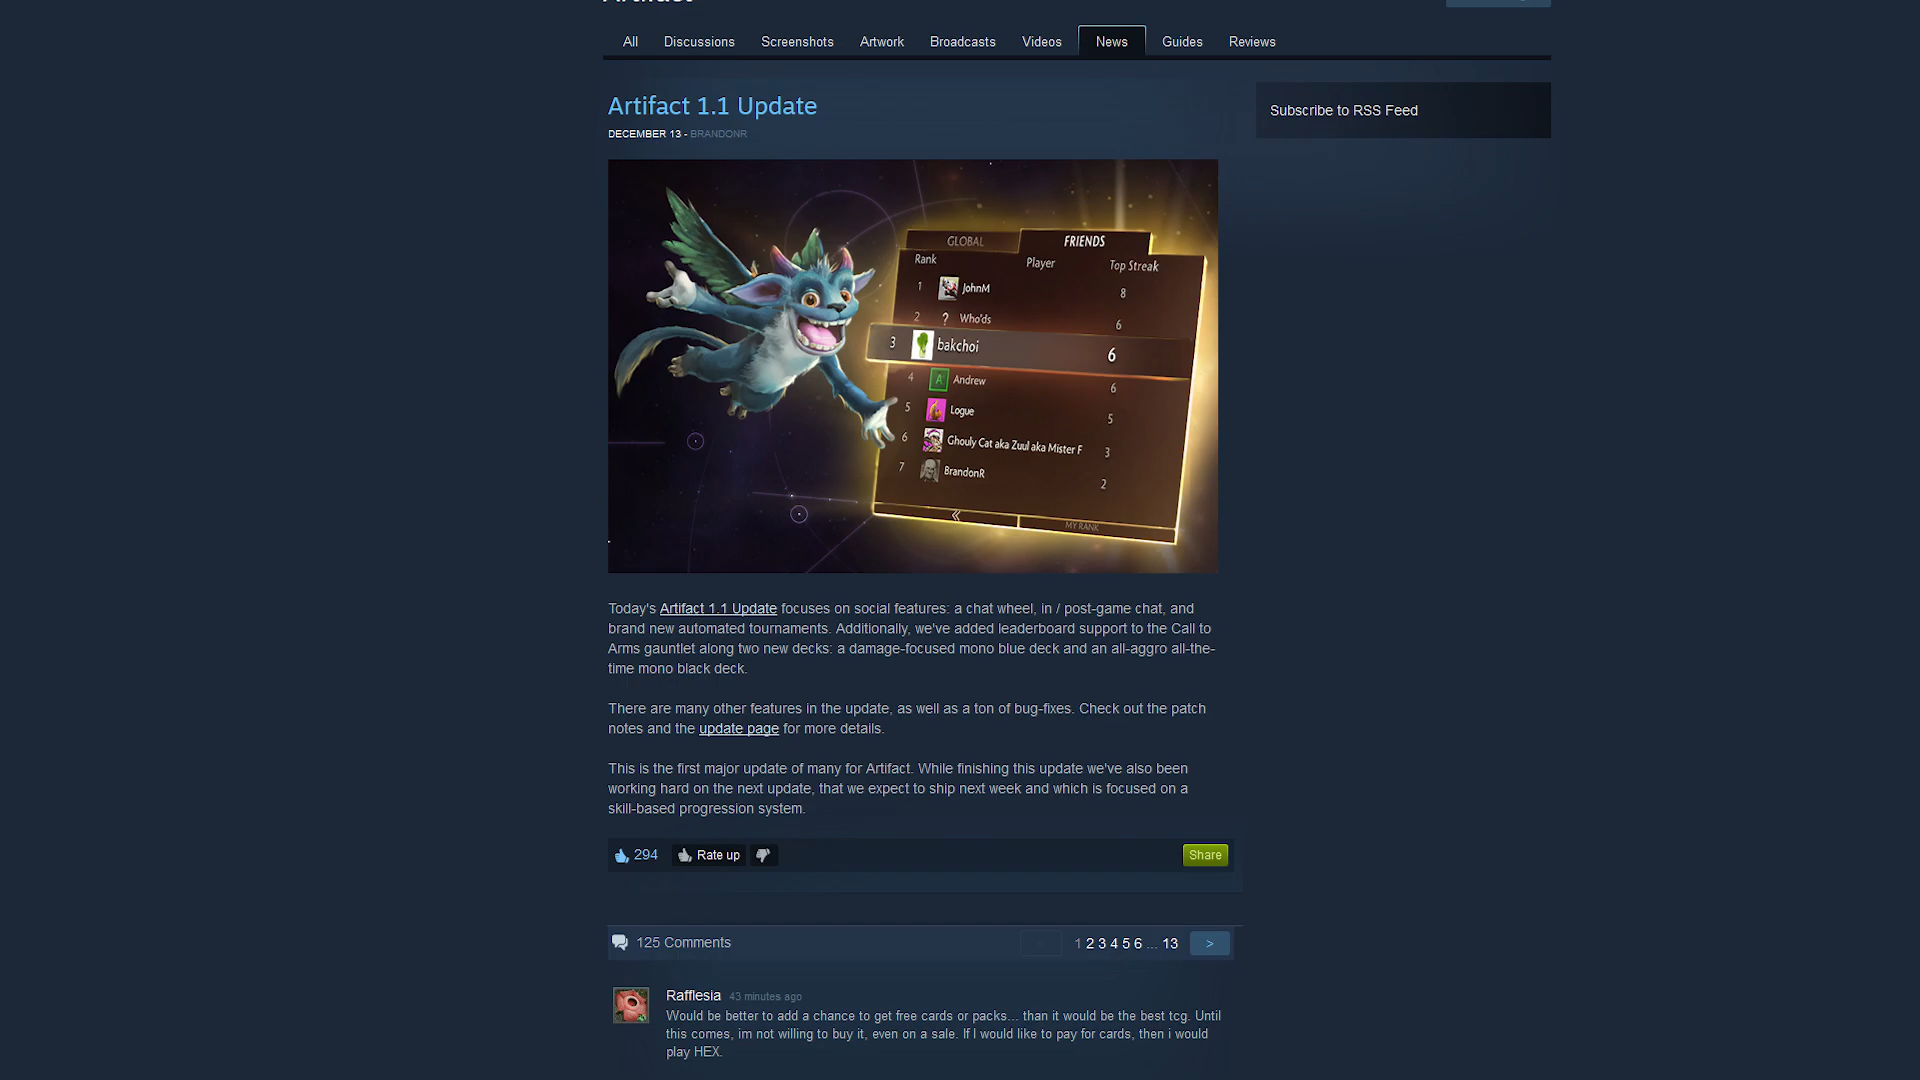 Artifact
All Discussions Screenshots Artwork Broadcasts Videos News Guides Reviews
Artifact 1.1 Update
DECEMBER 13 - BRANDONR
Subscribe to RSS Feed
GLOBAL FRIENDS
Rank Player Top Streak
1 JohnM 8
2 ? Who'ds 6
3 bakchoi 6
4 A Andrew 6
5 Logue 5
6 Ghouly Cat aka Zuul aka Mister F 3
7 BrandonR 2
« MY RANK
Today's Artifact 1.1 Update focuses on social features: a chat wheel, in / post-game chat, and
brand new automated tournaments. Additionally, we've added leaderboard support to the Call to
Arms gauntlet along two new decks: a damage-focused mono blue deck and an all-aggro all-the-
time mono black deck.
There are many other features in the update, as well as a ton of bug-fixes. Check out the patch
notes and the update page for more details.
This is the first major update of many for Artifact. While finishing this update we've also been
working hard on the next update, that we expect to ship next week and which is focused on a
skill-based progression system.
294 Rate up Share
125 Comments < 1 2 3 4 5 6 ... 13 >
Rafflesia 43 minutes ago
Would be better to add a chance to get free cards or packs... than it would be the best tcg. Until
this comes, im not willing to buy it, even on a sale. If I would like to pay for cards, then i would
play HEX.